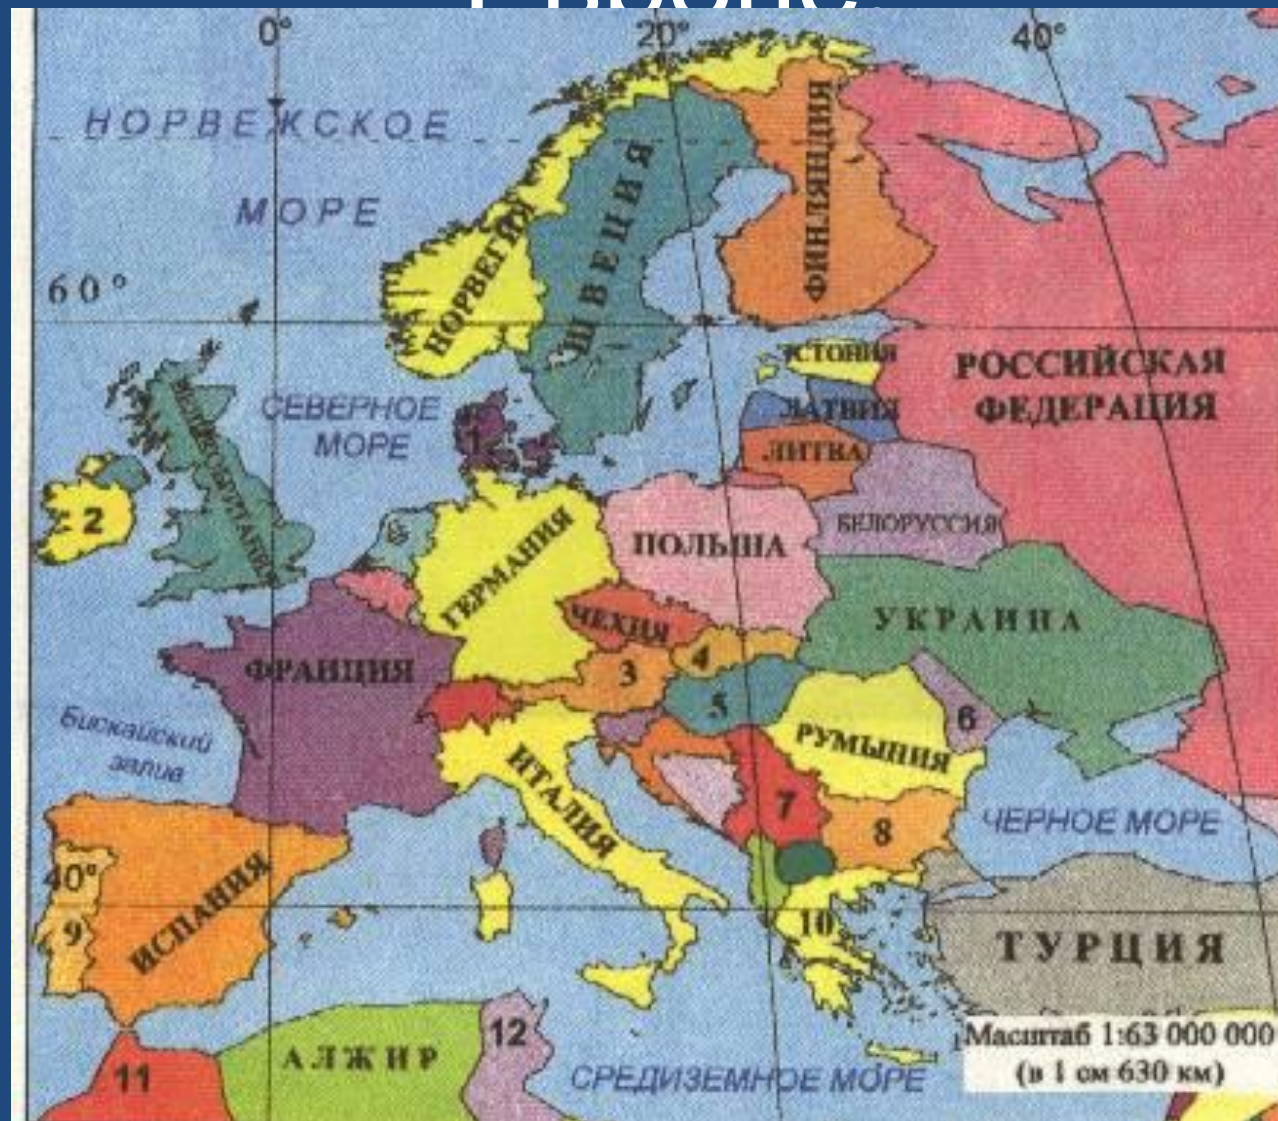 0°
20°
40°
НОРВЕЖСКОЕ
МОРЕ
60°
НОРВЕГИЯ
ШВЕЦИЯ
ФИНЛЯНДИЯ
ЭСТОНИЯ
ЛАТВИЯ
ЛИТВА
РОССИЙСКАЯ
ФЕДЕРАЦИЯ
СЕВЕРНОЕ
МОРЕ
1
2
ВЕЛИКОБРИТАНИЯ
ГЕРМАНИЯ
ПОЛЬША
БЕЛОРУССИЯ
УКРАИНА
ЧЕХИЯ
ФРАНЦИЯ
3
4
5
6
Бискайский
залив
ИТАЛИЯ
РУМЫНИЯ
7
8
ЧЕРНОЕ МОРЕ
40°
ИСПАНИЯ
9
10
ТУРЦИЯ
11
АЛЖИР
12
СРЕДИЗЕМНОЕ МОРЕ
Масштаб 1:63 000 000
(в 1 см 630 км)